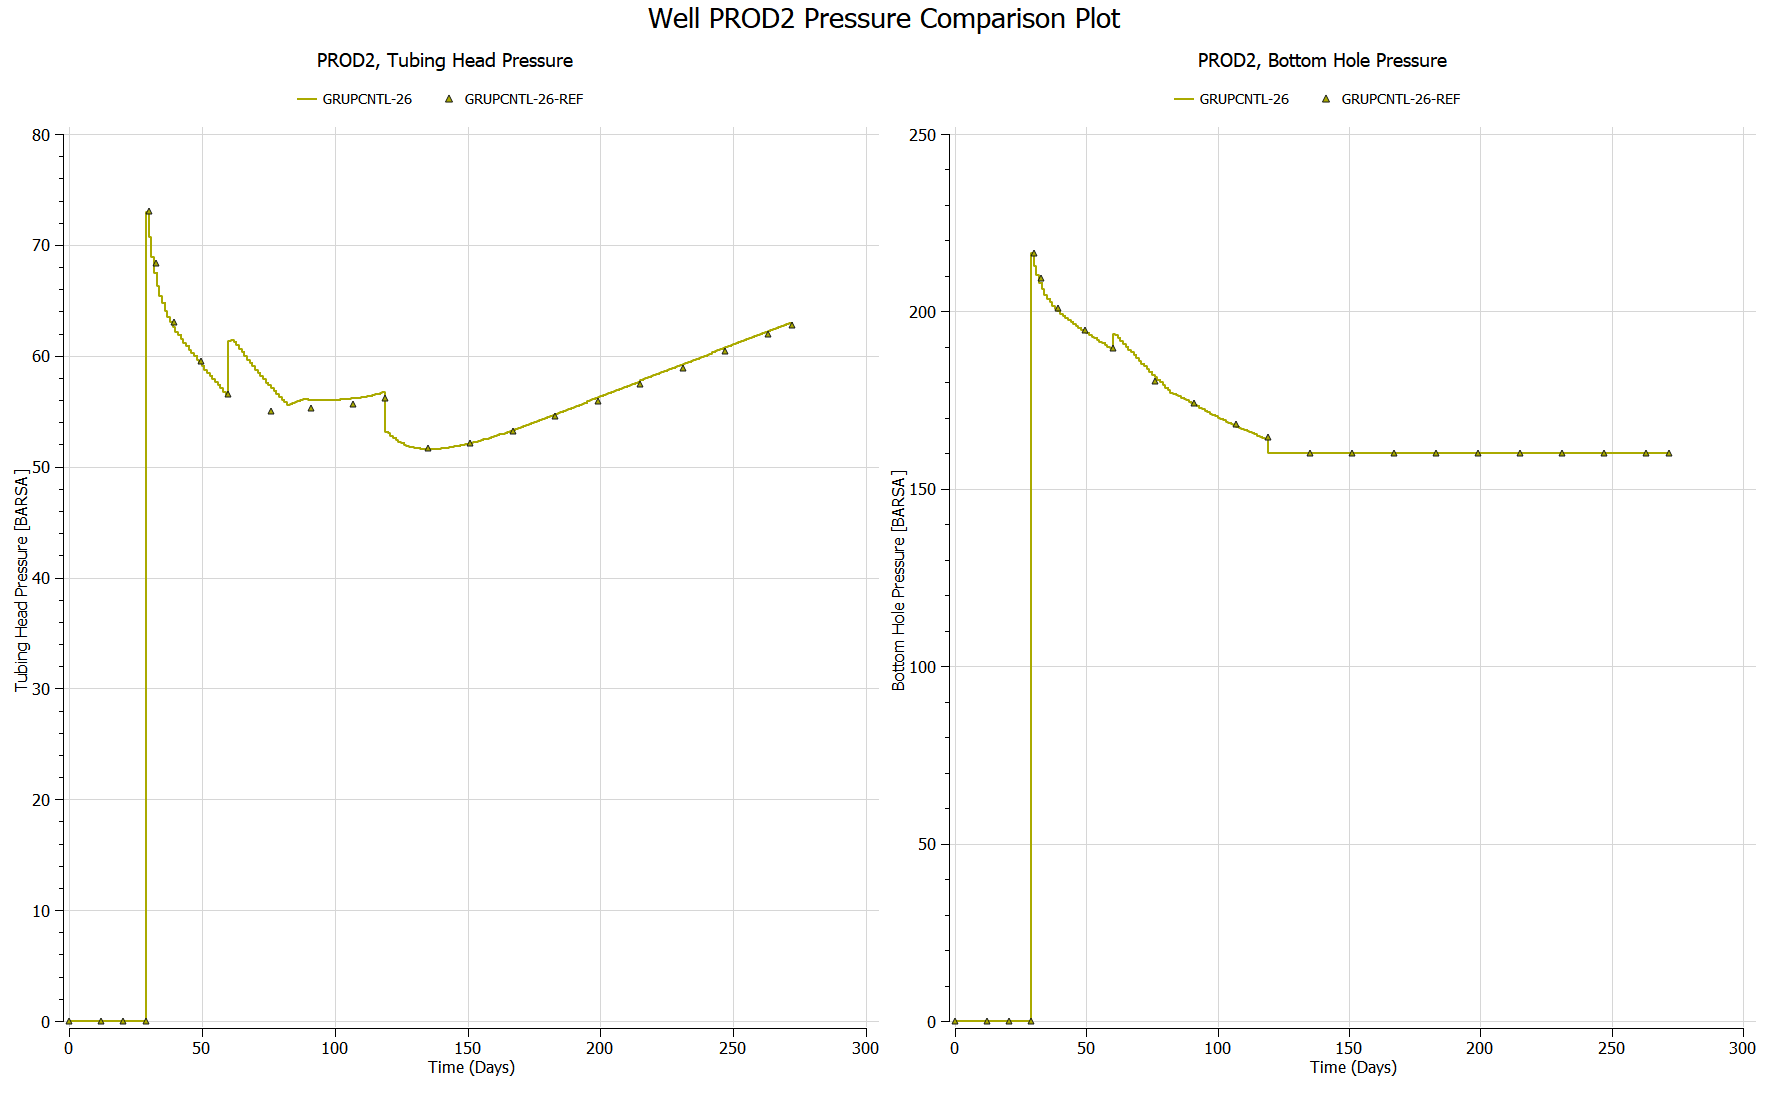 Well PROD2 Pressure Comparison Plot
PROD2, Tubing Head Pressure
GRUPCNTL-26 GRUPCNTL-26-REF
80
70
60
50
40
30
20
10
0
Tubing Head Pressure [BARSA]
0 50 100 150 200 250 300
Time (Days)
PROD2, Bottom Hole Pressure
GRUPCNTL-26 GRUPCNTL-26-REF
250
200
150
100
50
0
Bottom Hole Pressure [BARSA]
0 50 100 150 200 250 300
Time (Days)